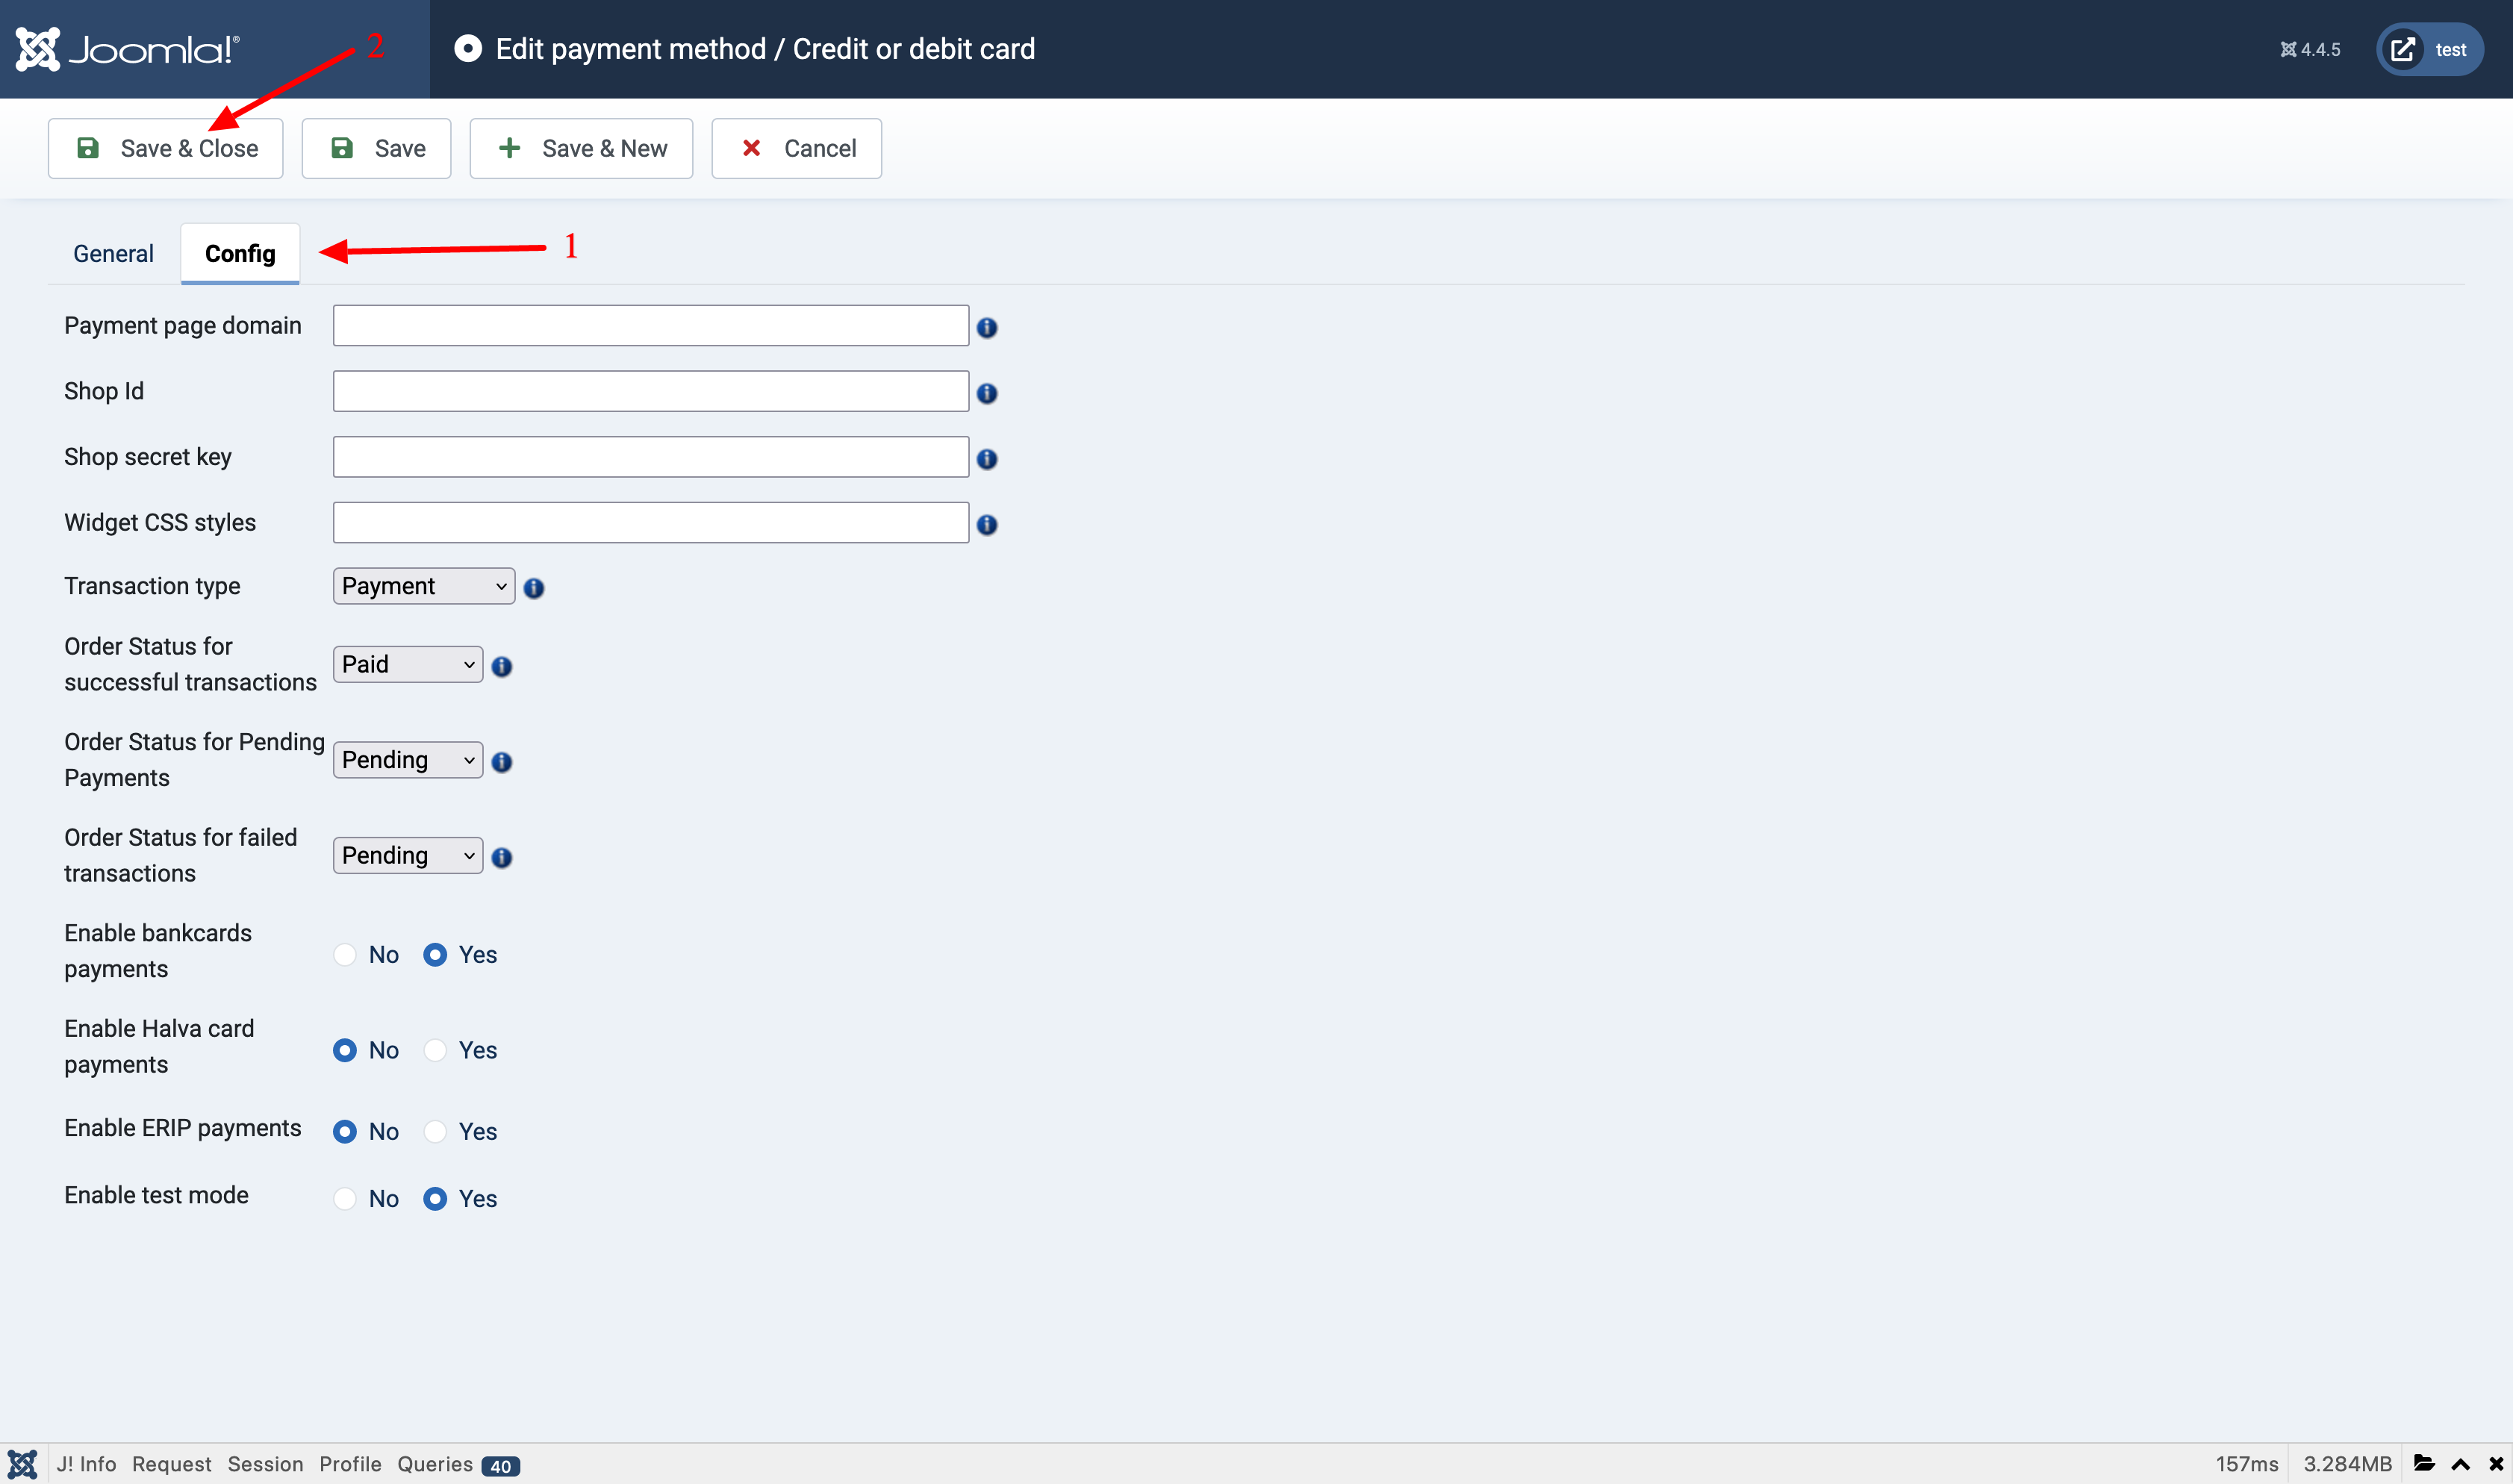 Joomla!® 2 Edit payment method / Credit or debit card 4.4.5 test
Save & Close Save Save & New Cancel
General Config 1
Payment page domain
Shop Id
Shop secret key
Widget CSS styles
Transaction type Payment
Order Status for
successful transactions Paid
Order Status for Pending
Payments Pending
Order Status for failed
transactions Pending
Enable bankcards
payments No Yes
Enable Halva card
payments No Yes
Enable ERIP payments No Yes
Enable test mode No Yes
J! Info Request Session Profile Queries 40 157ms 3.284MB